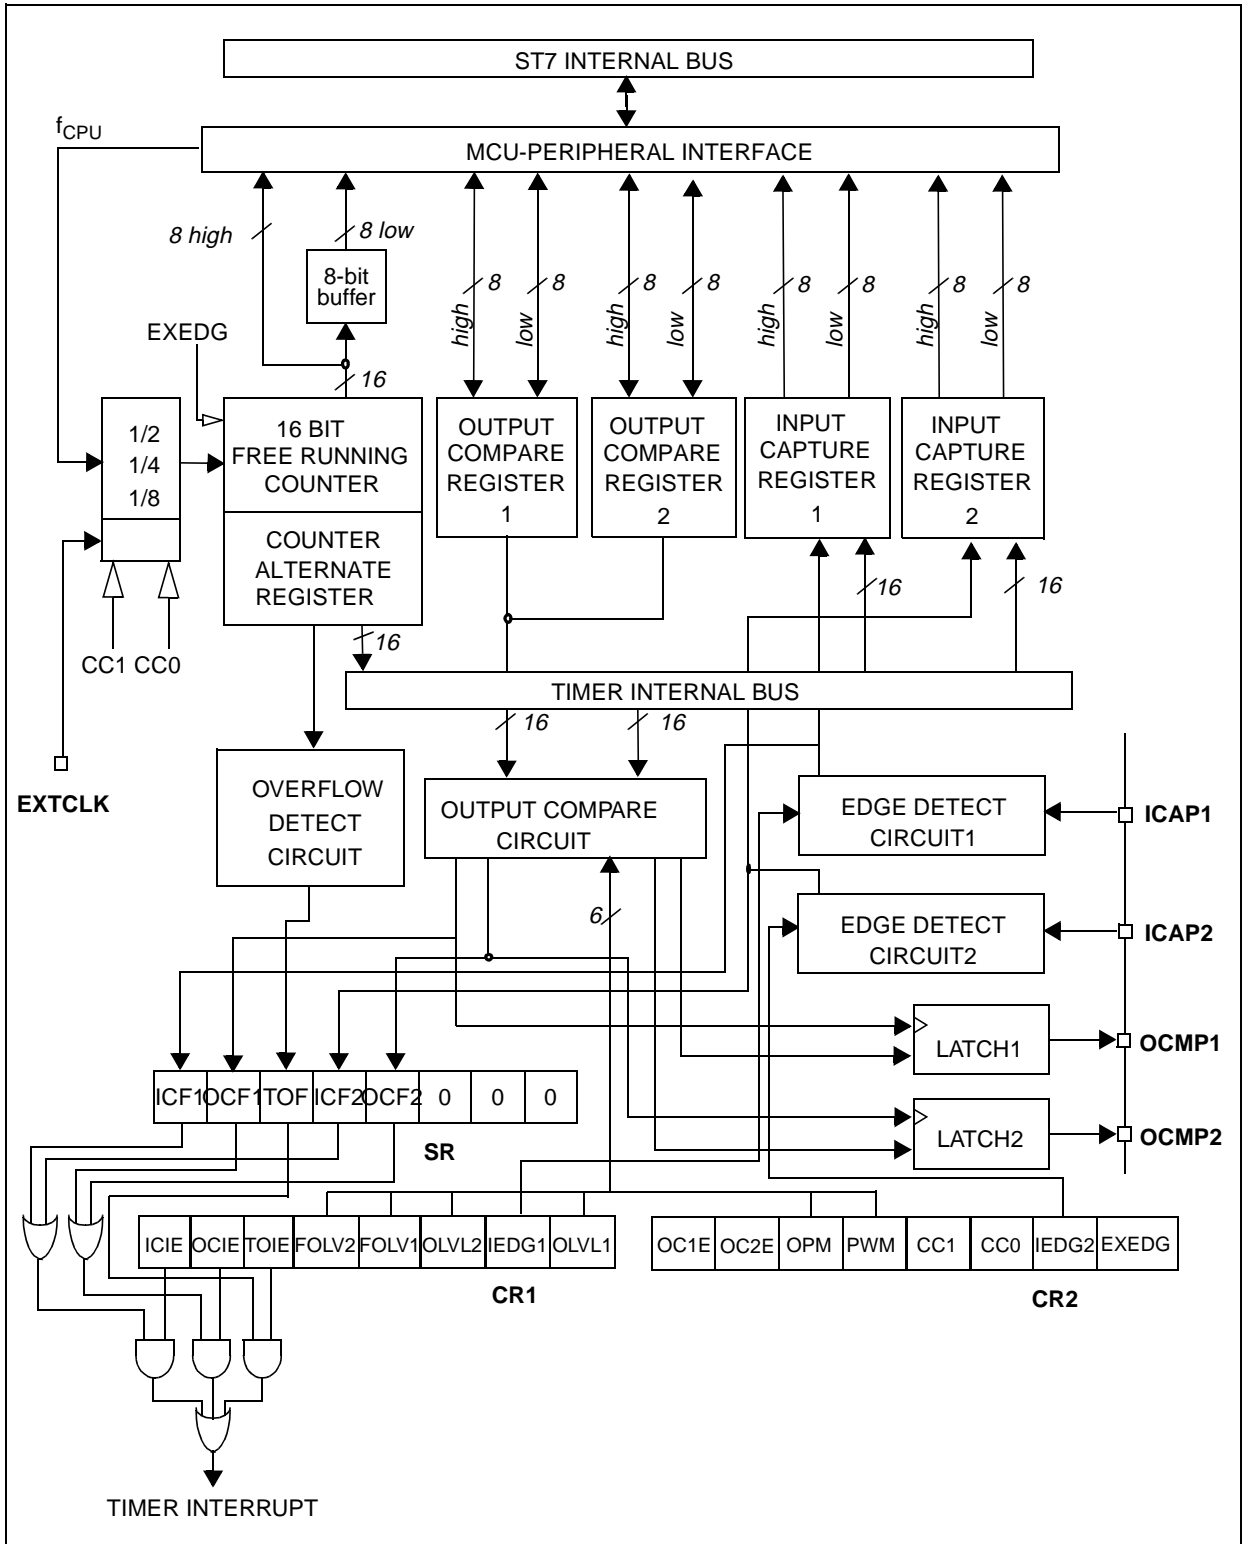 ST7 INTERNAL BUS
fCPU
MCU-PERIPHERAL INTERFACE
8 high
8 low
8-bit
buffer
8
8
8
8
8
8
8
8
high
low
high
low
high
low
high
low
EXEDG
16
1/2
1/4
1/8
16 BIT
FREE RUNNING
COUNTER
OUTPUT
COMPARE
REGISTER
1
OUTPUT
COMPARE
REGISTER
2
INPUT
CAPTURE
REGISTER
1
INPUT
CAPTURE
REGISTER
2
COUNTER
ALTERNATE
REGISTER
16
16
16
CC1 CC0
TIMER INTERNAL BUS
16
16
EXTCLK
OVERFLOW
DETECT
CIRCUIT
OUTPUT COMPARE
CIRCUIT
EDGE DETECT
CIRCUIT1
ICAP1
6
EDGE DETECT
CIRCUIT2
ICAP2
LATCH1
OCMP1
ICF1 OCF1 TOF ICF2 OCF2 0 0 0
SR
LATCH2
OCMP2
ICIE OCIE TOIE FOLV2 FOLV1 OLVL2 IEDG1 OLVL1
CR1
OC1E OC2E OPM PWM CC1 CC0 IEDG2 EXEDG
CR2
TIMER INTERRUPT